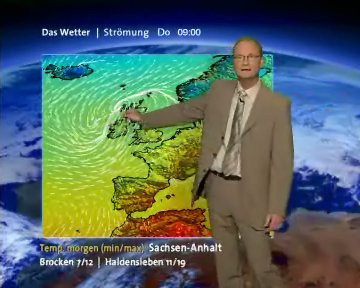 Das Wetter | Strömung Do 09:00
Temp. morgen (min/max) Sachsen-Anhalt
Brocken 7/12 | Haldensleben 11/19